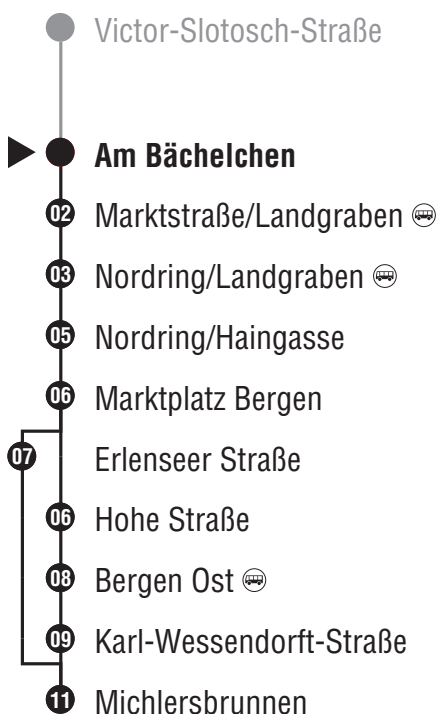 Victor-Slotosch-Straße
Am Bächelchen
02 Marktstraße/Landgraben
03 Nordring/Landgraben
05 Nordring/Haingasse
06 Marktplatz Bergen
07 Erlenseer Straße
06 Hohe Straße
08 Bergen Ost
09 Karl-Wessendorft-Straße
11 Michlersbrunnen